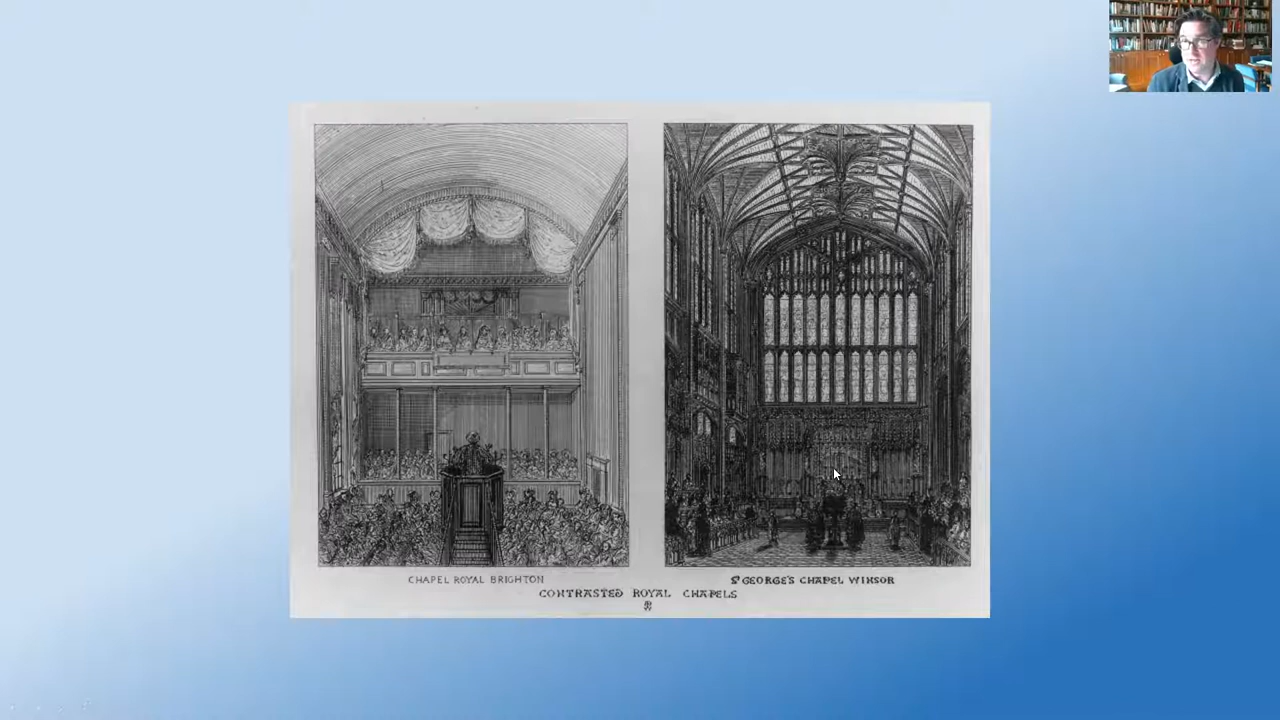 CHAPEL ROYAL BRIGHTON
St GEORGE'S CHAPEL WINSOR
CONTRASTED ROYAL CHAPELS